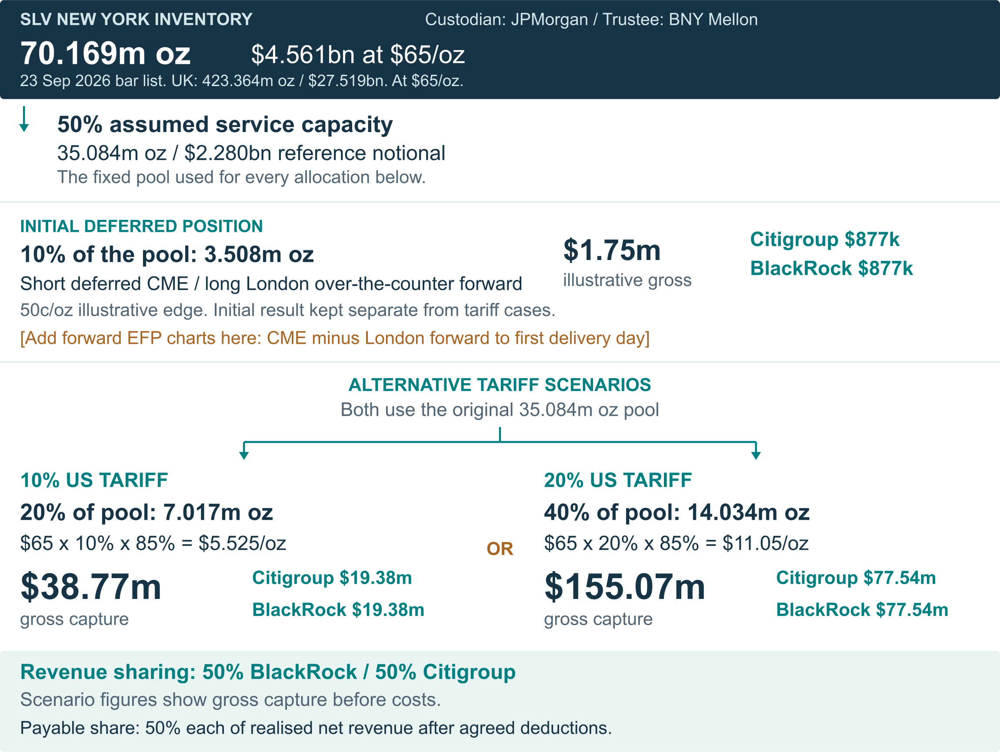 SLV NEW YORK INVENTORY
Custodian: JPMorgan / Trustee: BNY Mellon
70.169m oz
$4.561bn at $65/oz
23 Sep 2026 bar list. UK: 423.364m oz / $27.519bn. At $65/oz.
50% assumed service capacity
35.084m oz / $2.280bn reference notional
The fixed pool used for every allocation below.
INITIAL DEFERRED POSITION
10% of the pool: 3.508m oz
Short deferred CME / long London over-the-counter forward
50c/oz illustrative edge. Initial result kept separate from tariff cases.
[Add forward EFP charts here: CME minus London forward to first delivery day]
$1.75m
illustrative gross
Citigroup $877k
BlackRock $877k
ALTERNATIVE TARIFF SCENARIOS
Both use the original 35.084m oz pool
10% US TARIFF
20% of pool: 7.017m oz
$65 x 10% x 85% = $5.525/oz
$38.77m
gross capture
Citigroup $19.38m
BlackRock $19.38m
OR
20% US TARIFF
40% of pool: 14.034m oz
$65 x 20% x 85% = $11.05/oz
$155.07m
gross capture
Citigroup $77.54m
BlackRock $77.54m
Revenue sharing: 50% BlackRock / 50% Citigroup
Scenario figures show gross capture before costs.
Payable share: 50% each of realised net revenue after agreed deductions.